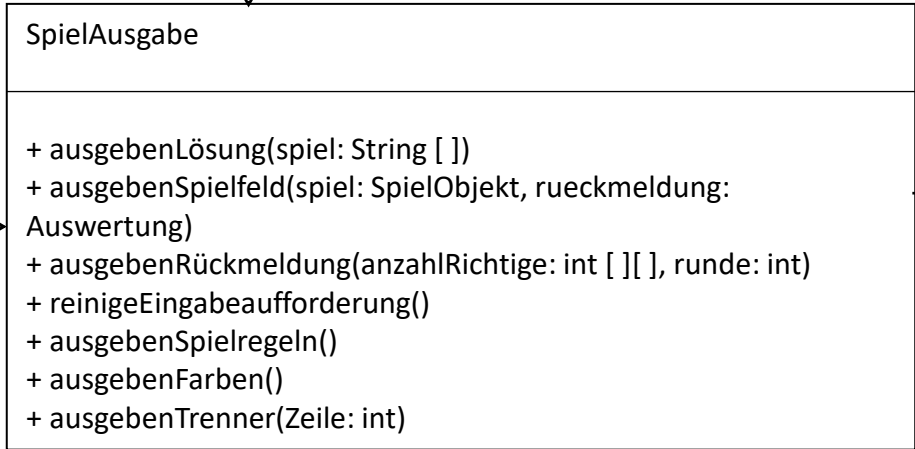 SpielAusgabe
+ ausgebenLösung(spiel: String [ ])
+ ausgebenSpielfeld(spiel: SpielObjekt, rueckmeldung:
Auswertung)
+ ausgebenRückmeldung(anzahlRichtige: int [ ][ ], runde: int)
+ reinigeEingabeaufforderung()
+ ausgebenSpielregeln()
+ ausgebenFarben()
+ ausgebenTrenner(Zeile: int)